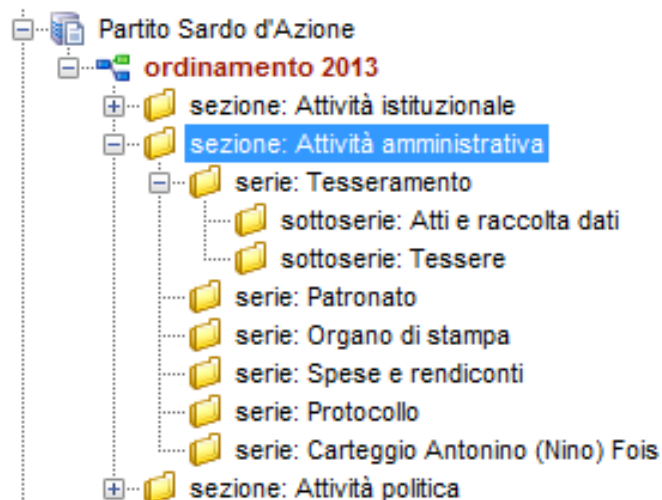 Partito Sardo d'Azione
ordinamento 2013
sezione: Attività istituzionale
sezione: Attività amministrativa
serie: Tesseramento
sottoserie: Atti e raccolta dati
sottoserie: Tessere
serie: Patronato
serie: Organo di stampa
serie: Spese e rendiconti
serie: Protocollo
serie: Carteggio Antonino (Nino) Fois
sezione: Attività politica